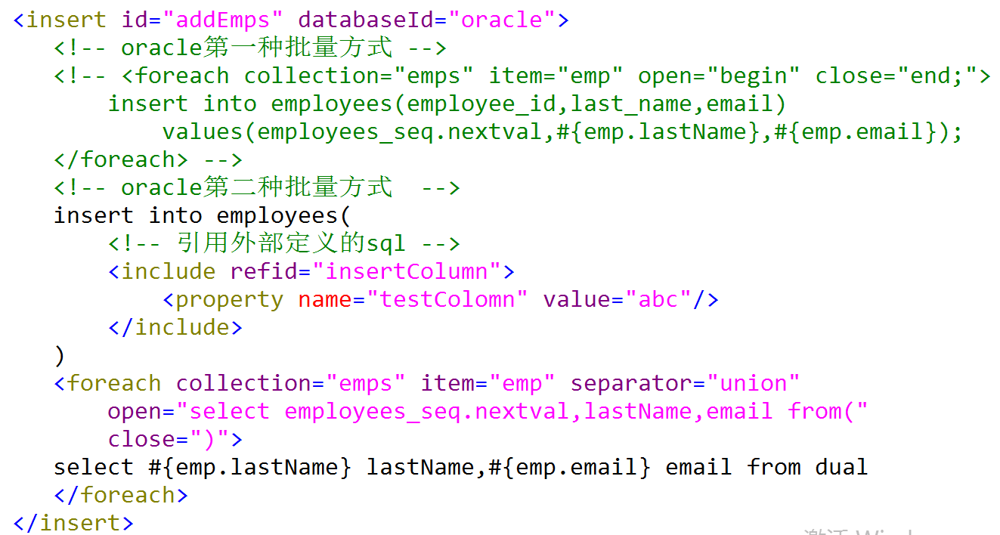 <insert id="addEmps" databaseId="oracle">
<!-- oracle第一种批量方式 -->
<!-- <foreach collection="emps" item="emp" open="begin" close="end;">
insert into employees(employee_id,last_name,email)
values(employees_seq.nextval,#{emp.lastName},#{emp.email});
</foreach> -->
<!-- oracle第二种批量方式  -->
insert into employees(
<!-- 引用外部定义的sql -->
<include refid="insertColumn">
<property name="testColomn" value="abc"/>
</include>
)
<foreach collection="emps" item="emp" separator="union"
open="select employees_seq.nextval,lastName,email from("
close=")">
select #{emp.lastName} lastName,#{emp.email} email from dual
</foreach>
</insert>